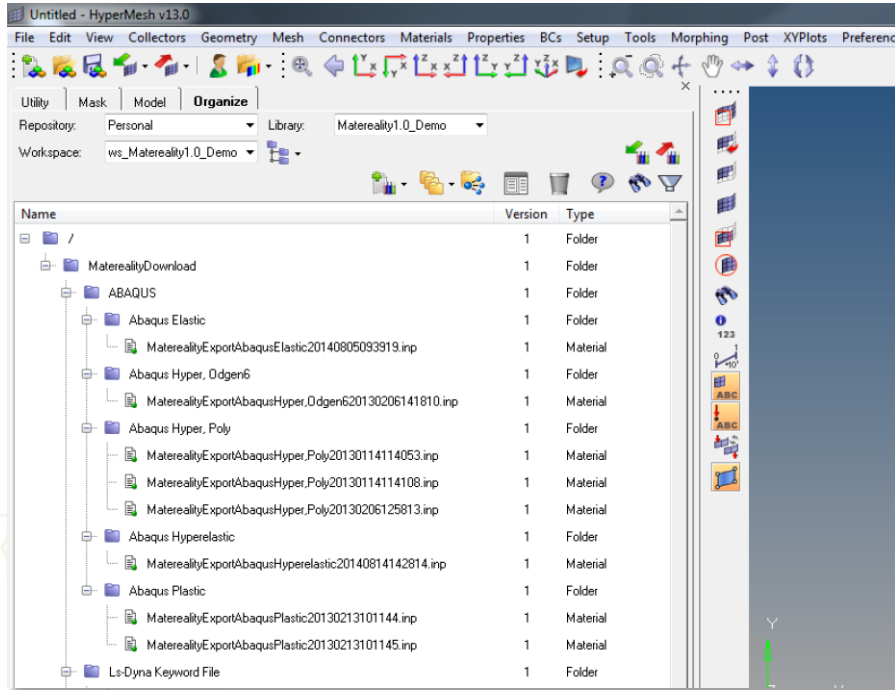 Untitled - HyperMesh v13.0
File Edit View Collectors Geometry Mesh Connectors Materials Properties BCs Setup Tools Morphing Post XYPlots Preferenc
Utility Mask Model Organize
Repository: Personal Library: Matereality1.0_Demo
Workspace: ws_Matereality1.0_Demo
Name Version Type
/ 1 Folder
MaterealityDownload 1 Folder
ABAQUS 1 Folder
Abaqus Elastic 1 Folder
MaterealityExportAbaqusElastic20140805093919.inp 1 Material
Abaqus Hyper, Odgen6 1 Folder
MaterealityExportAbaqusHyper,Odgen620130206141810.inp 1 Material
Abaqus Hyper, Poly 1 Folder
MaterealityExportAbaqusHyper,Poly20130114114053.inp 1 Material
MaterealityExportAbaqusHyper,Poly20130114114108.inp 1 Material
MaterealityExportAbaqusHyper,Poly20130206125813.inp 1 Material
Abaqus Hyperelastic 1 Folder
MaterealityExportAbaqusHyperelastic20140814142814.inp 1 Material
Abaqus Plastic 1 Folder
MaterealityExportAbaqusPlastic20130213101144.inp 1 Material
MaterealityExportAbaqusPlastic20130213101145.inp 1 Material
Ls-Dyna Keyword File 1 Folder
123
ABC
ABC
Y